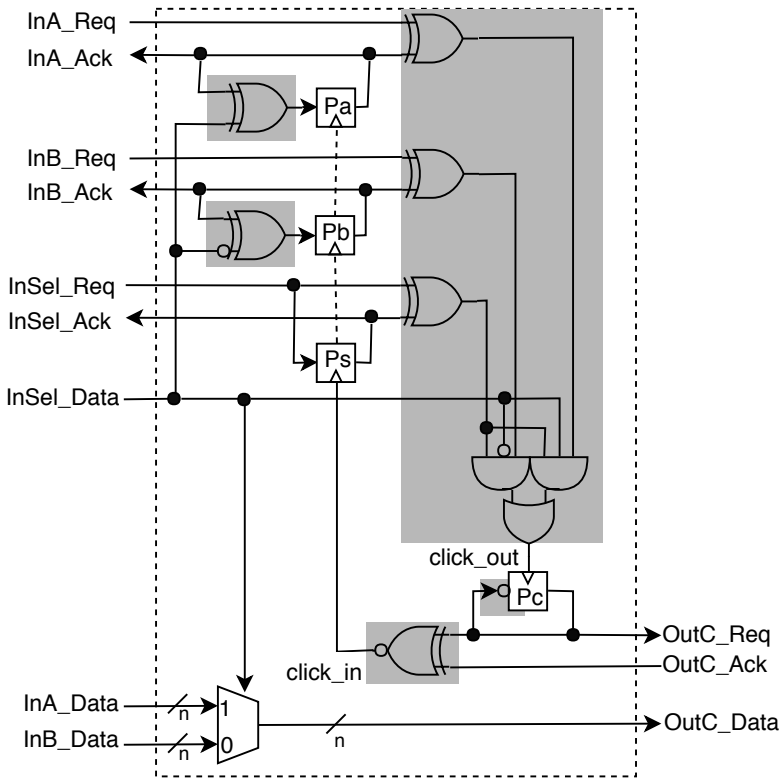 InA_Req
InA_Ack
Pa
InB_Req
InB_Ack
Pb
InSel_Req
InSel_Ack
Ps
InSel_Data
click_out
Pc
OutC_Req
OutC_Ack
click_in
InA_Data
n
1
InB_Data
n
0
n
OutC_Data